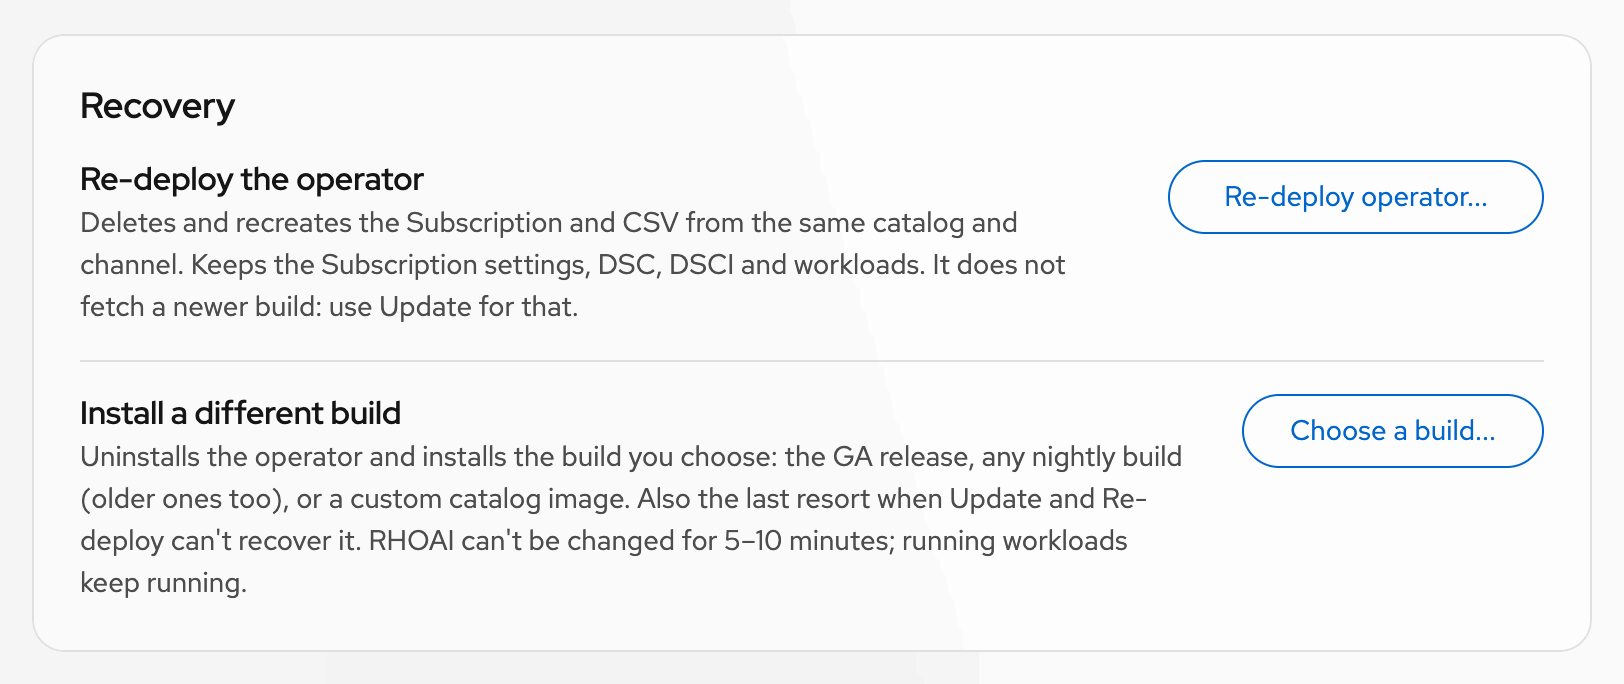 Recovery
Re-deploy the operator
Re-deploy operator...
Deletes and recreates the Subscription and CSV from the same catalog and
channel. Keeps the Subscription settings, DSC, DSCI and workloads. It does not
fetch a newer build: use Update for that.
Install a different build
Choose a build...
Uninstalls the operator and installs the build you choose: the GA release, any nightly build
(older ones too), or a custom catalog image. Also the last resort when Update and Re-
deploy can't recover it. RHOAI can't be changed for 5–10 minutes; running workloads
keep running.